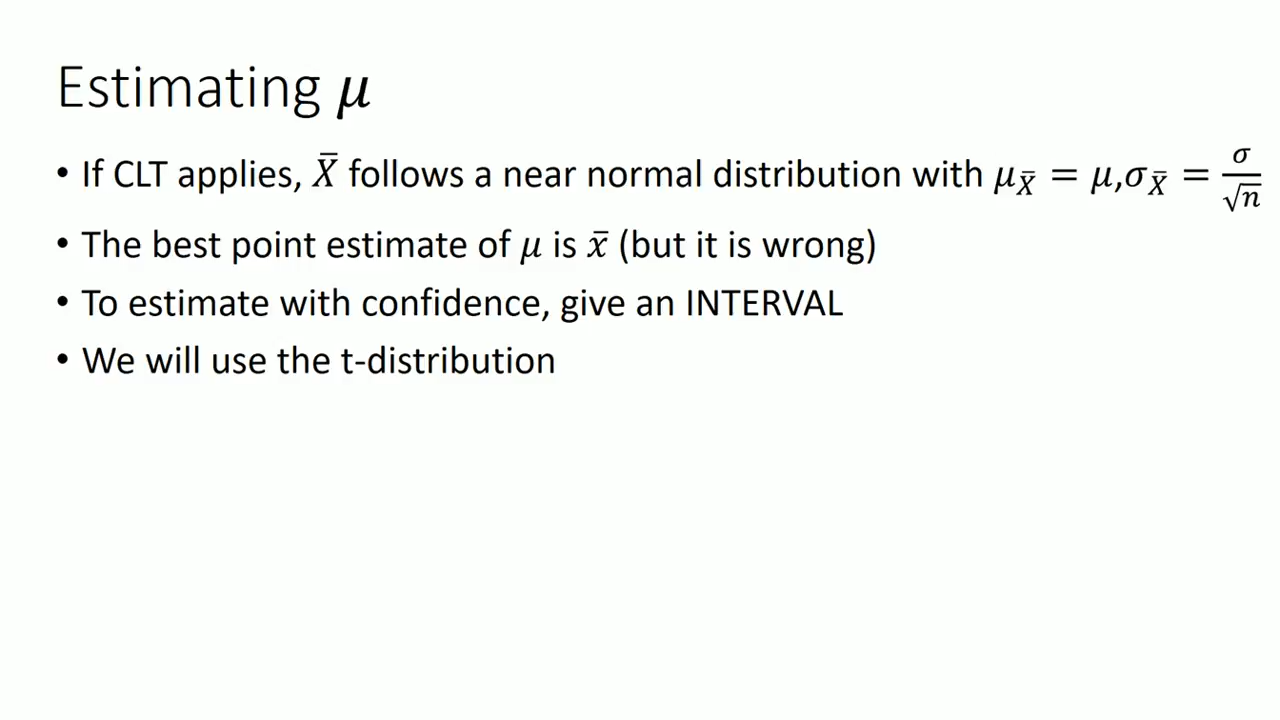 Estimating μ
• If CLT applies, X̄ follows a near normal distribution with μ_X̄ = μ,σ_X̄ = σ/√n
• The best point estimate of μ is x̄ (but it is wrong)
• To estimate with confidence, give an INTERVAL
• We will use the t-distribution